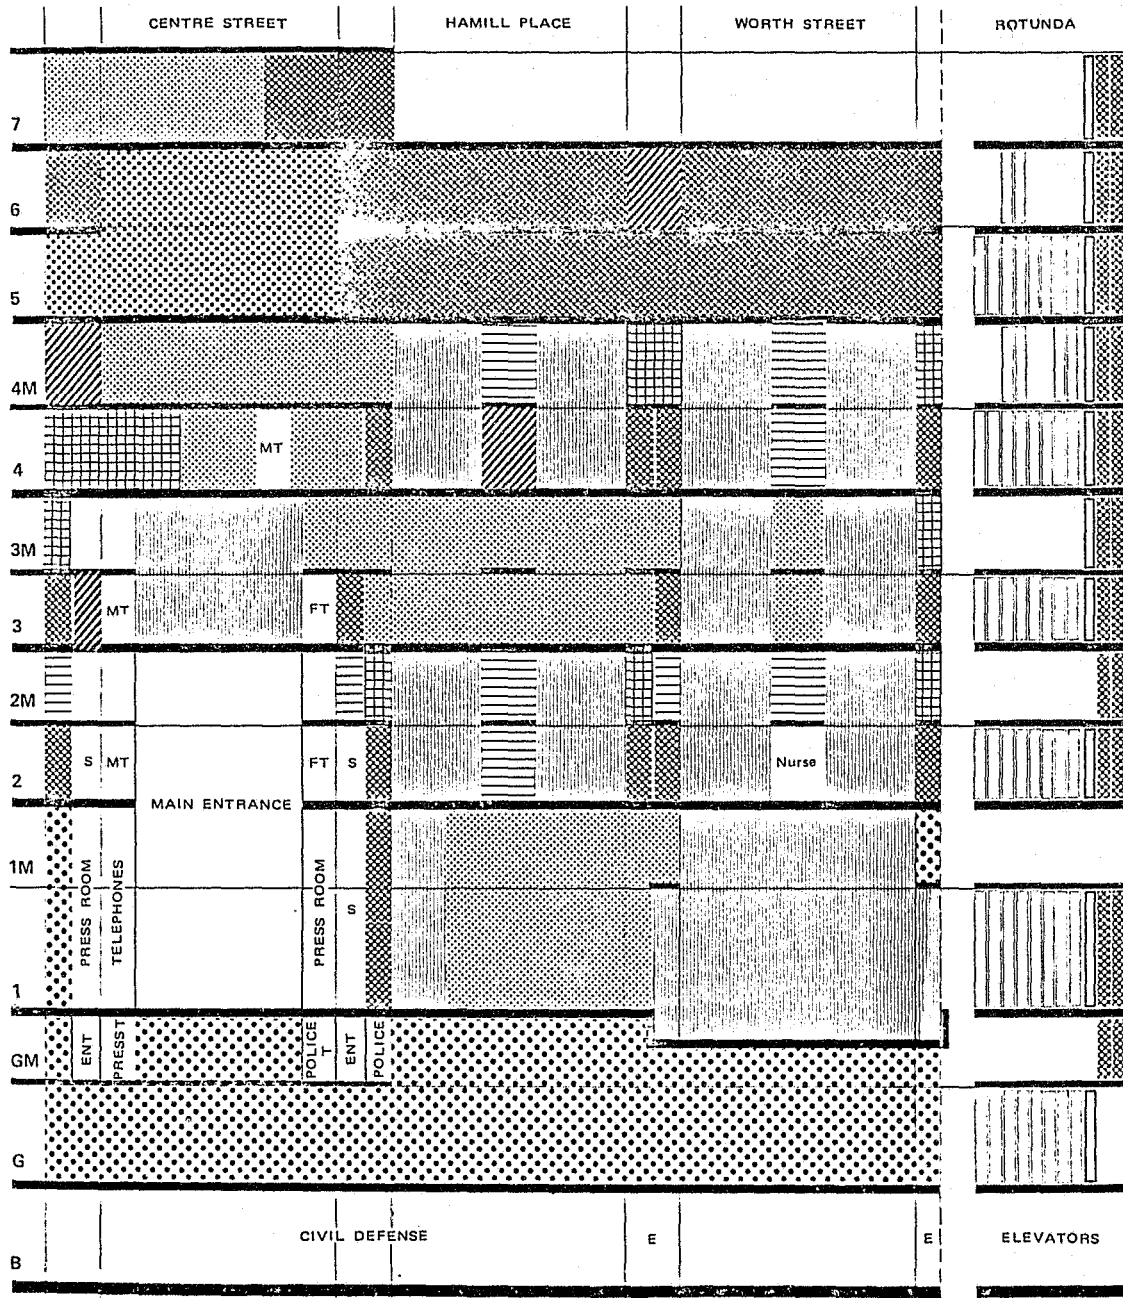 CENTRE STREET HAMILL PLACE WORTH STREET ROTUNDA
7
6
5
4M
4 MT
3M
3 MT FT
2M
2 S MT FT S Nurse
MAIN ENTRANCE
1M
PRESS ROOM TELEPHONES PRESS ROOM S
1
GM ENT PRESS T POLICE T ENT POLICE
G
B CIVIL DEFENSE E E ELEVATORS